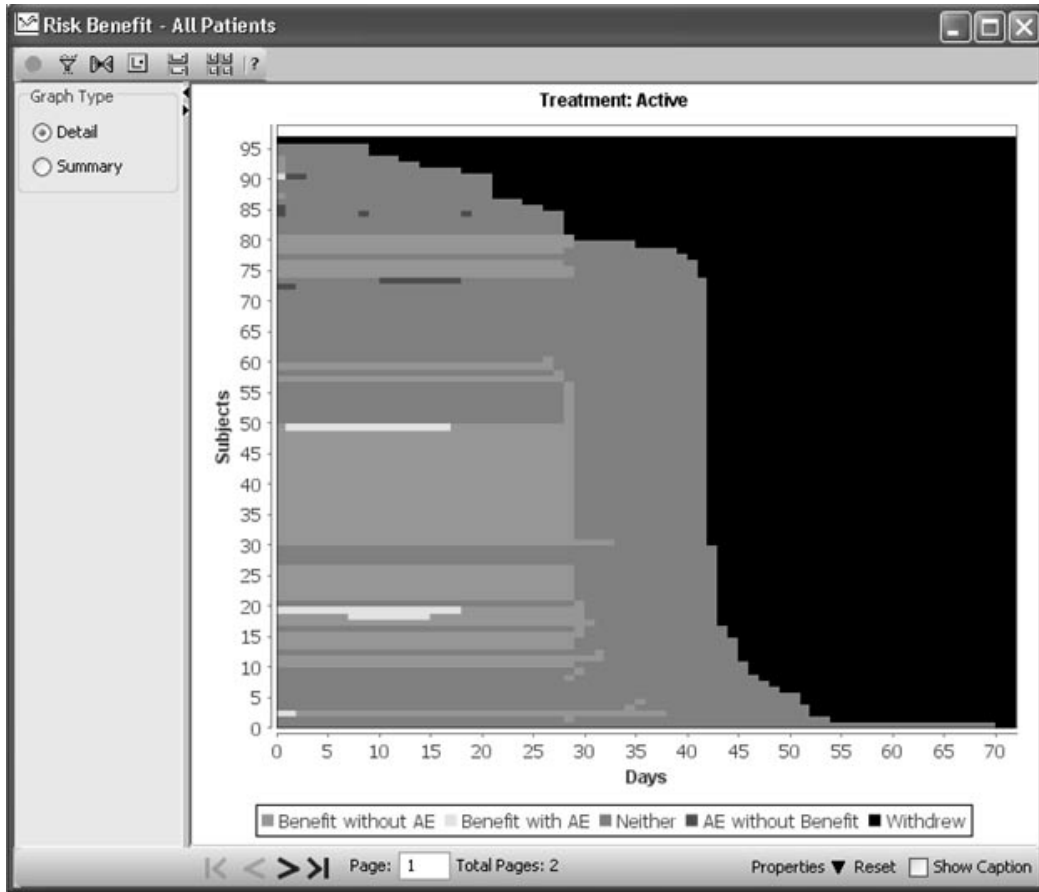 Risk Benefit - All Patients
?
Graph Type
Detail
Summary
Treatment: Active
95
90
85
80
75
70
65
60
55
50
45
40
35
30
25
20
15
10
5
0
Subjects
0 5 10 15 20 25 30 35 40 45 50 55 60 65 70
Days
Benefit without AE Benefit with AE Neither AE without Benefit Withdrew
Page: 1 Total Pages: 2 Properties Reset Show Caption